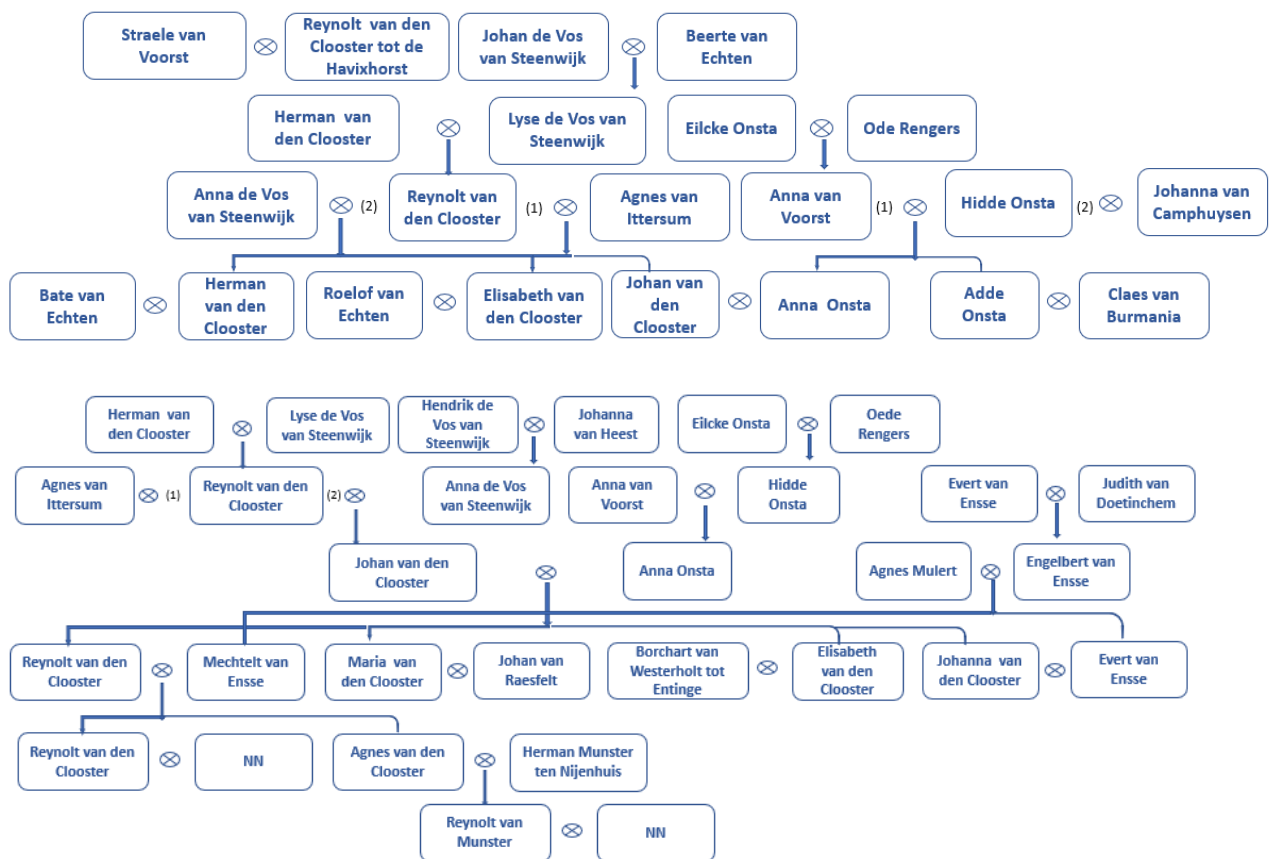 Straele van
Voorst
Reynolt van den
Clooster tot de
Havixhorst
Johan de Vos
van Steenwijk
Beerte van
Echten
Herman van
den Clooster
Lyse de Vos van
Steenwijk
Eilcke Onsta
Ode Rengers
Anna de Vos
van Steenwijk
(2)
Reynolt van
den Clooster
(1)
Agnes van
Ittersum
Anna van
Voorst
(1)
Hidde Onsta
(2)
Johanna van
Camphuysen
Bate van
Echten
Herman
van den
Clooster
Roelof van
Echten
Elisabeth van
den Clooster
Johan van
den
Clooster
Anna Onsta
Adde
Onsta
Claes van
Burmania
Herman van
den Clooster
Lyse de Vos
van Steenwijk
Hendrik de
Vos van
Steenwijk
Johanna
van Heest
Eilcke Onsta
Oede
Rengers
Agnes van
Ittersum
(1)
Reynolt van den
Clooster
(2)
Anna de Vos
van Steenwijk
Anna van
Voorst
Hidde
Onsta
Evert van
Ensse
Judith van
Doetinchem
Johan van den
Clooster
Anna Onsta
Agnes Mulert
Engelbert van
Ensse
Reynolt van den
Clooster
Mechtelt van
Ensse
Maria van
den Clooster
Johan van
Raesfelt
Borchart van
Westerholt tot
Entinge
Elisabeth
van den
Clooster
Johanna van
den Clooster
Evert van
Ensse
Reynolt van den
Clooster
NN
Agnes van den
Clooster
Herman Munster
ten Nijenhuis
Reynolt van
Munster
NN